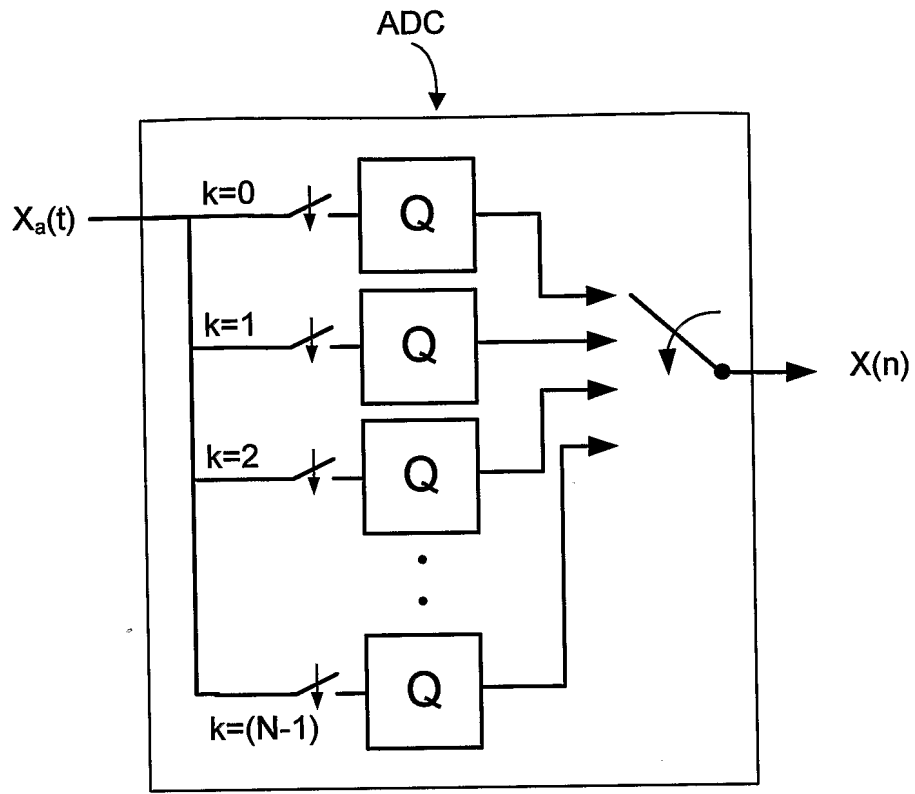 ADC
k=0
Xa(t)
Q
k=1
Q
X(n)
k=2
Q
Q
k=(N-1)